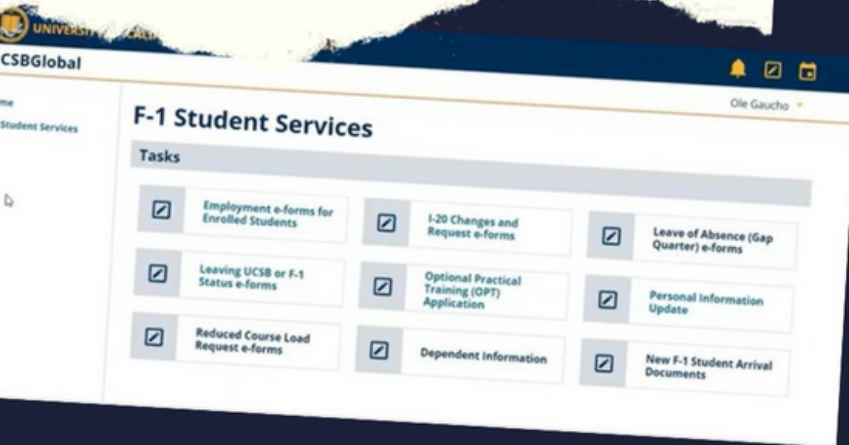 UNIVERSITY
CSBGlobal
Ole Gaucho
me
Student Services
F-1 Student Services
Tasks
Employment e-forms for
Enrolled Students
I-20 Changes and
Request e-forms
Leave of Absence (Gap
Quarter) e-forms
Leaving UCSB or F-1
Status e-forms
Optional Practical
Training (OPT)
Application
Personal Information
Update
Reduced Course Load
Request e-forms
Dependent Information
New F-1 Student Arrival
Documents